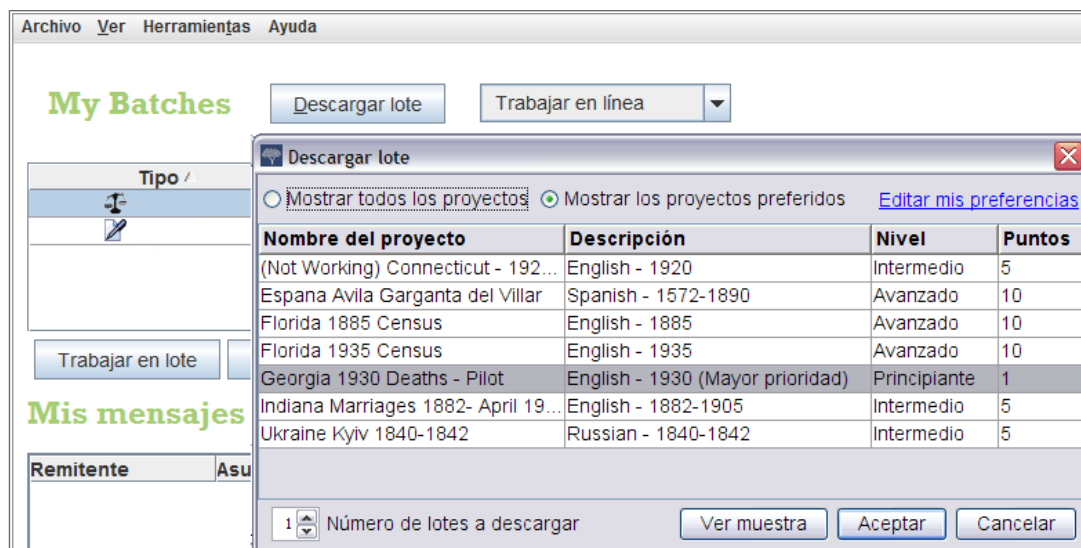 Archivo Ver Herramientas Ayuda
My Batches Descargar lote Trabajar en línea
Descargar lote
Tipo
Mostrar todos los proyectos Mostrar los proyectos preferidos Editar mis preferencias
Nombre del proyecto Descripción Nivel Puntos
(Not Working) Connecticut - 192... English - 1920 Intermedio 5
Espana Avila Garganta del Villar Spanish - 1572-1890 Avanzado 10
Florida 1885 Census English - 1885 Avanzado 10
Florida 1935 Census English - 1935 Avanzado 10
Trabajar en lote
Georgia 1930 Deaths - Pilot English - 1930 (Mayor prioridad) Principiante 1
Indiana Marriages 1882- April 19... English - 1882-1905 Intermedio 5
Mis mensajes
Ukraine Kyiv 1840-1842 Russian - 1840-1842 Intermedio 5
Remitente Asu
1 Número de lotes a descargar Ver muestra Aceptar Cancelar